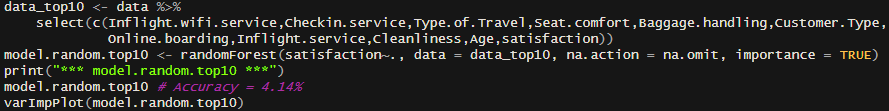 data_top10 <- data %>%
select(c(Inflight.wifi.service,Checkin.service,Type.of.Travel,Seat.comfort,Baggage.handling,Customer.Type,
Online.boarding,Inflight.service,Cleanliness,Age,satisfaction))
model.random.top10 <- randomForest(satisfaction~., data = data_top10, na.action = na.omit, importance = TRUE)
print("*** model.random.top10 ***")
model.random.top10 # Accuracy = 4.14%
varImpPlot(model.random.top10)